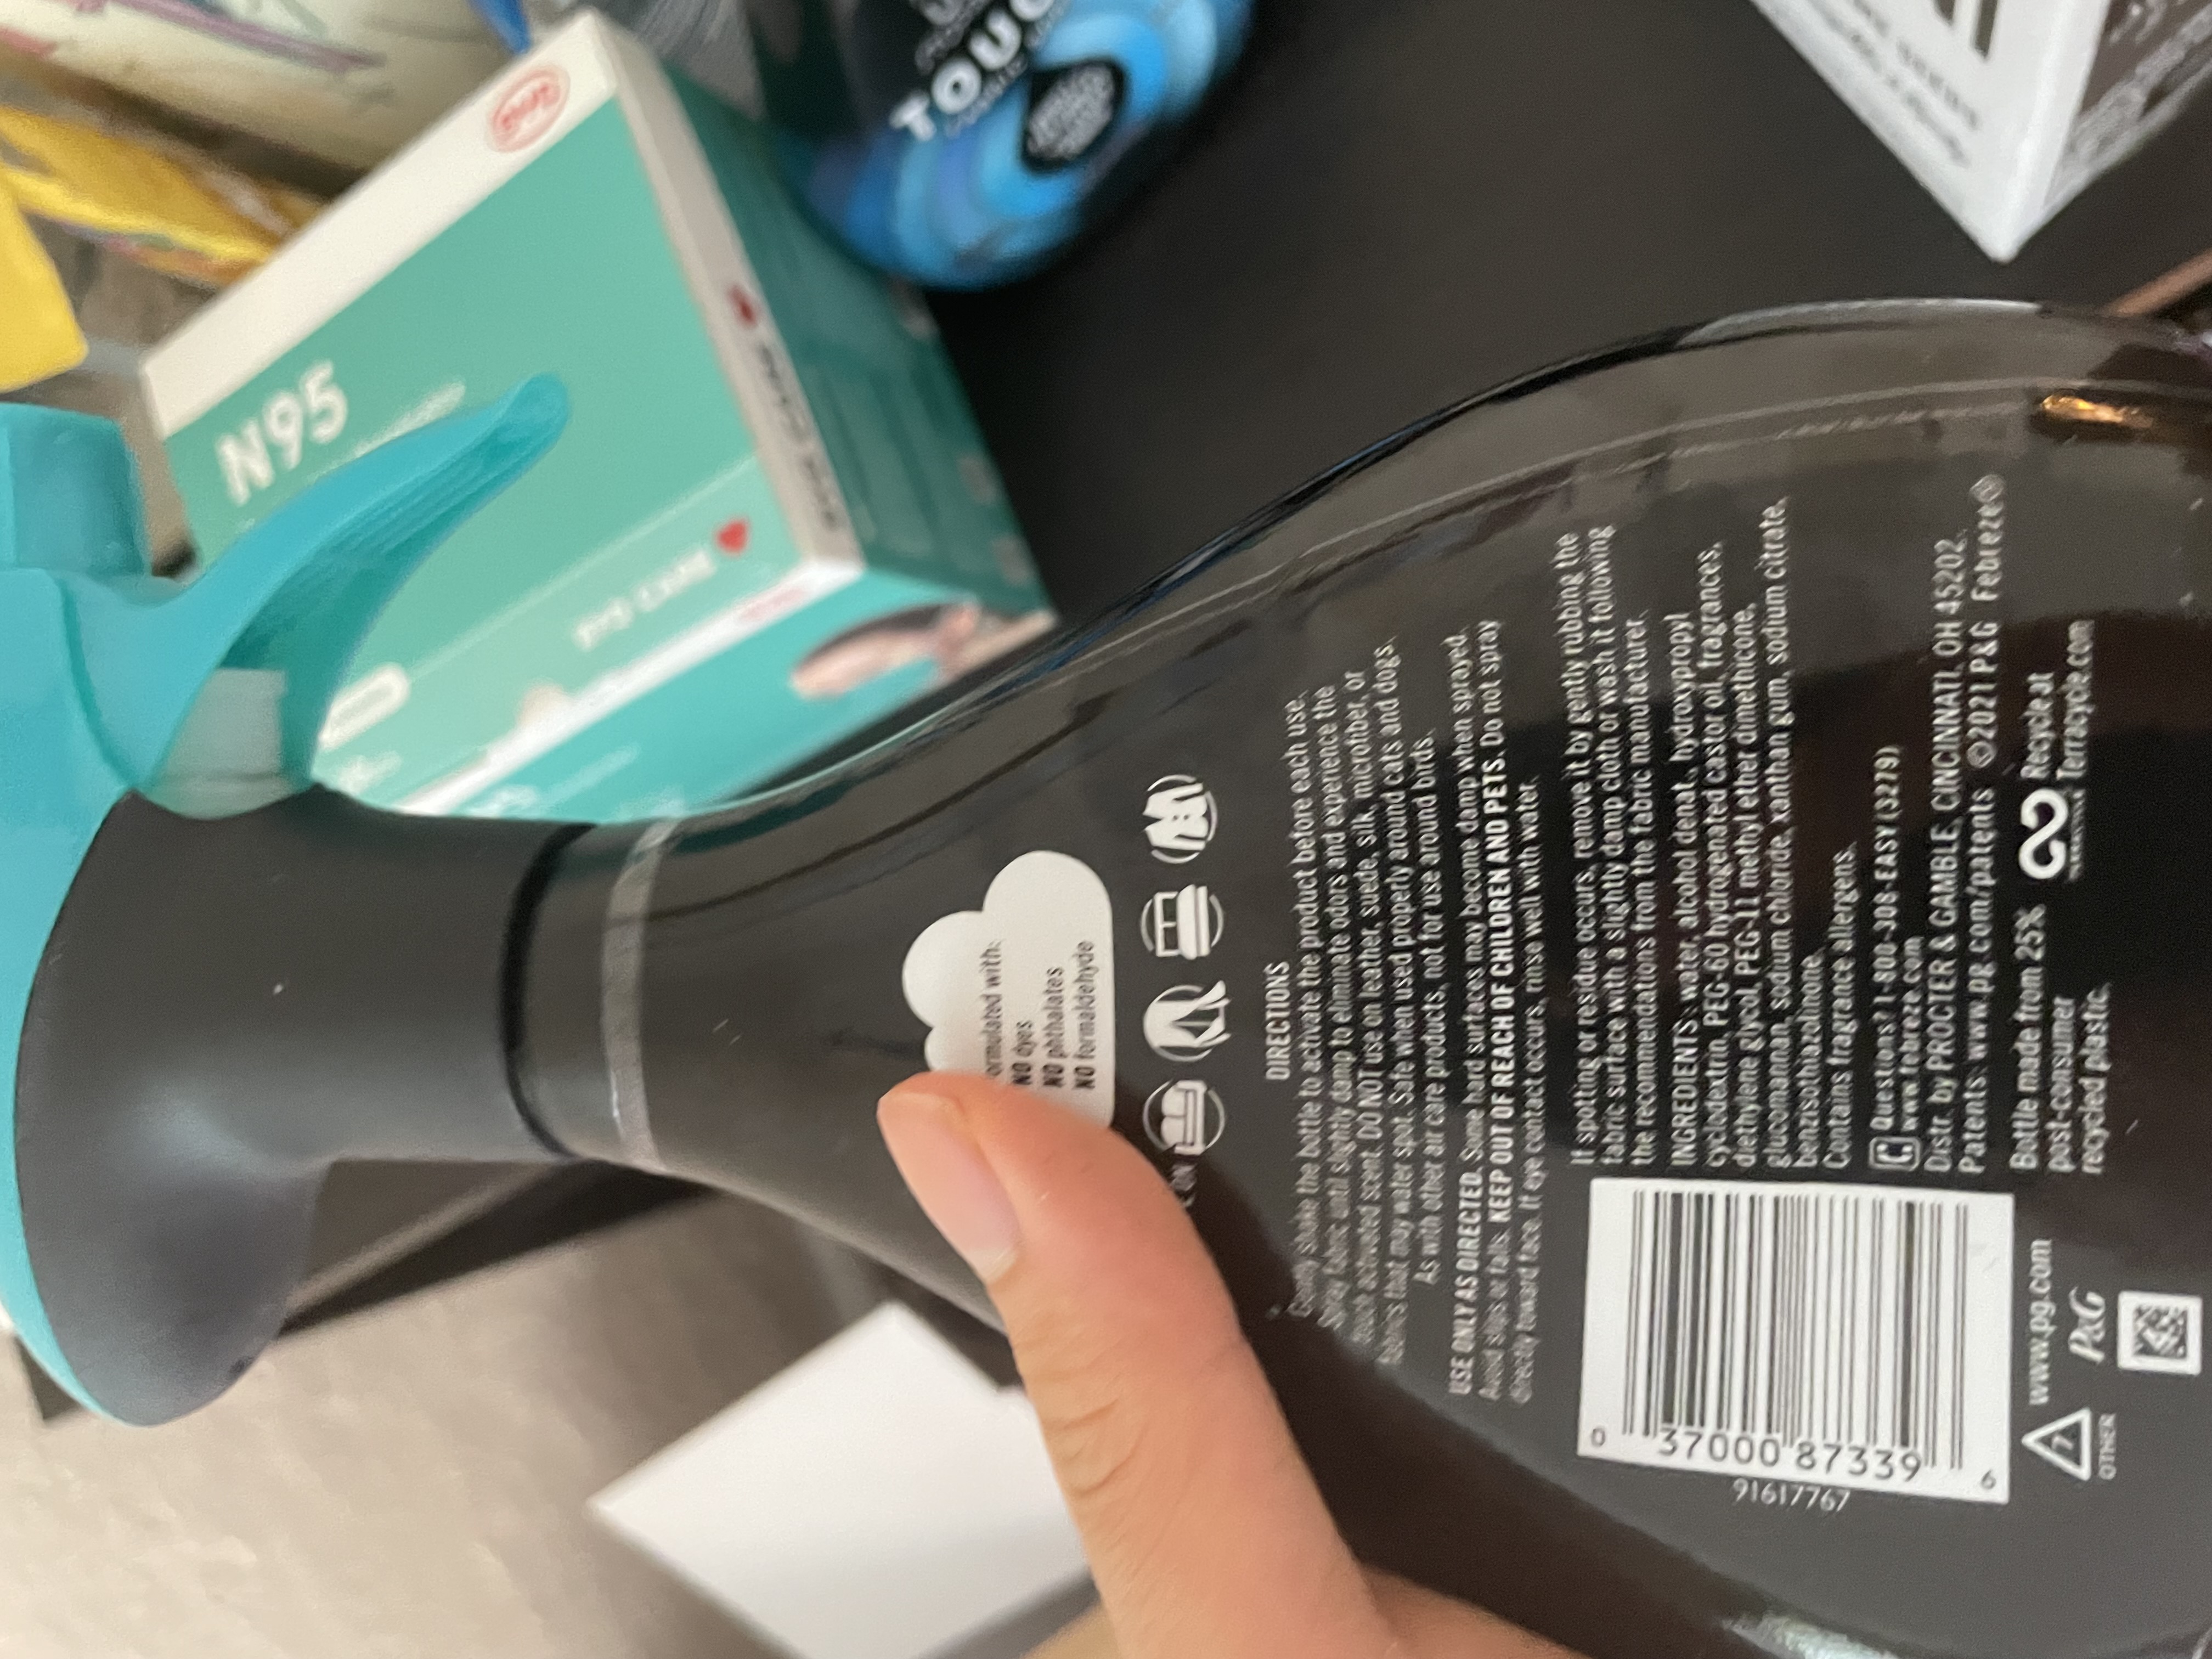 TOUC
N95
formulated with:
NO dyes
NO phthalates
NO formaldehyde
DIRECTIONS
Gently shake the bottle to activate the product before each use.
Spray fabric until slightly damp to eliminate odors and experience the
touch activated scent. DO NOT use on leather, suede, silk, microfiber, or
fabrics that may water spot. Safe when used properly around cats and dogs.
As with other air care products, not for use around birds.
USE ONLY AS DIRECTED. Some hard surfaces may become damp when sprayed.
Avoid slips or falls. KEEP OUT OF REACH OF CHILDREN AND PETS. Do not spray
directly toward face. If eye contact occurs, rinse well with water.
If spotting or residue occurs, remove it by gently rubbing the
fabric surface with a slightly damp cloth or wash it following
the recommendations from the fabric manufacturer.
INGREDIENTS: water, alcohol denat, hydroxypropyl
cyclodextrin, PEG-60 hydrogenated castor oil, fragrances,
diethylene glycol, PEG-11 methyl ether dimethicone,
glucomannan, sodium chloride, xanthan gum, sodium citrate,
benzisothiazolinone.
Contains fragrance allergens.
Questions? 1-800-308-EASY (3279)
www.febreze.com
Distr. by PROCTER & GAMBLE, CINCINNATI, OH 45202.
Patents: www.pg.com/patents ©2021 P&G Febreze®
Bottle made from 25%
post-consumer
recycled plastic.
Recycle at
Terracycle.com
0 37000 87339 6
91617767
www.pg.com
P&G
7
OTHER